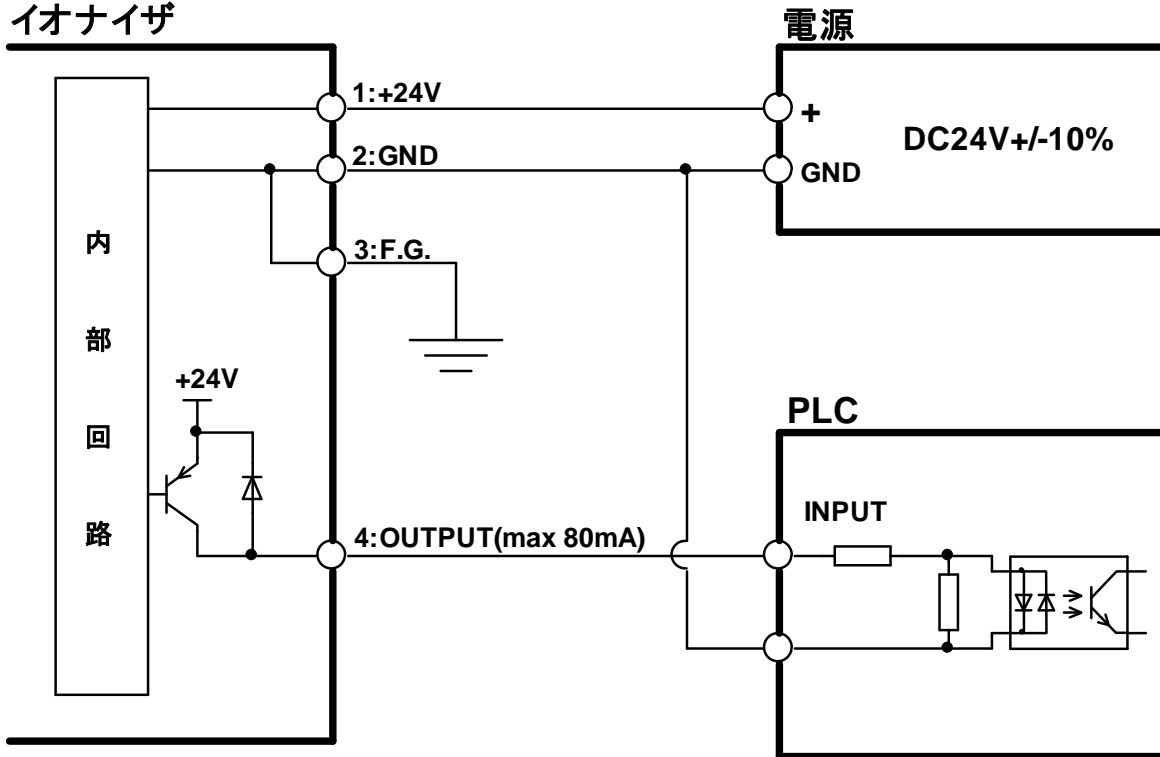 イオナイザ
電源
1:+24V
+
DC24V+/-10%
2:GND
GND
内部回路
3:F.G.
+24V
PLC
INPUT
4:OUTPUT(max 80mA)